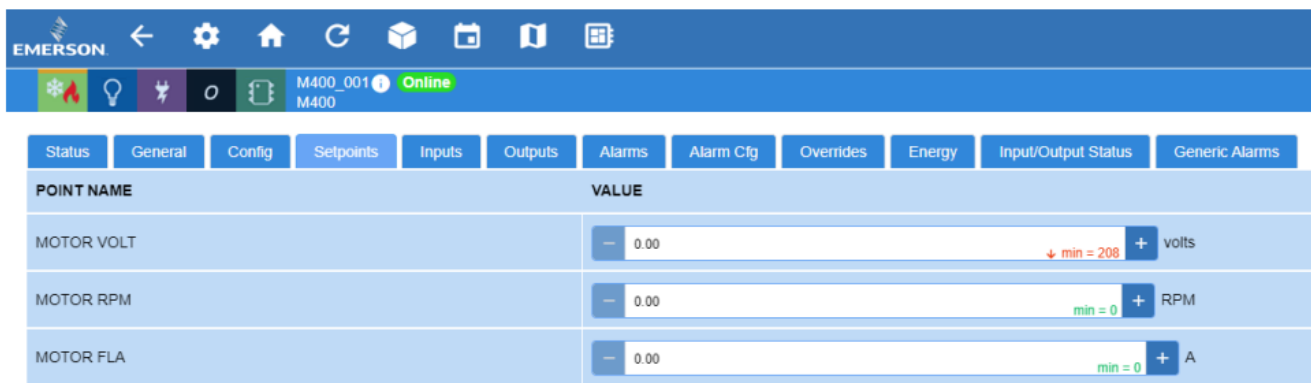 EMERSON.
M400_001 i Online
o M400
Status General Config Setpoints Inputs Outputs Alarms Alarm Cfg Overrides Energy Input/Output Status Generic Alarms
POINT NAME VALUE
MOTOR VOLT − 0.00 ↓ min = 208 + volts
MOTOR RPM − 0.00 min = 0 + RPM
MOTOR FLA − 0.00 min = 0 + A